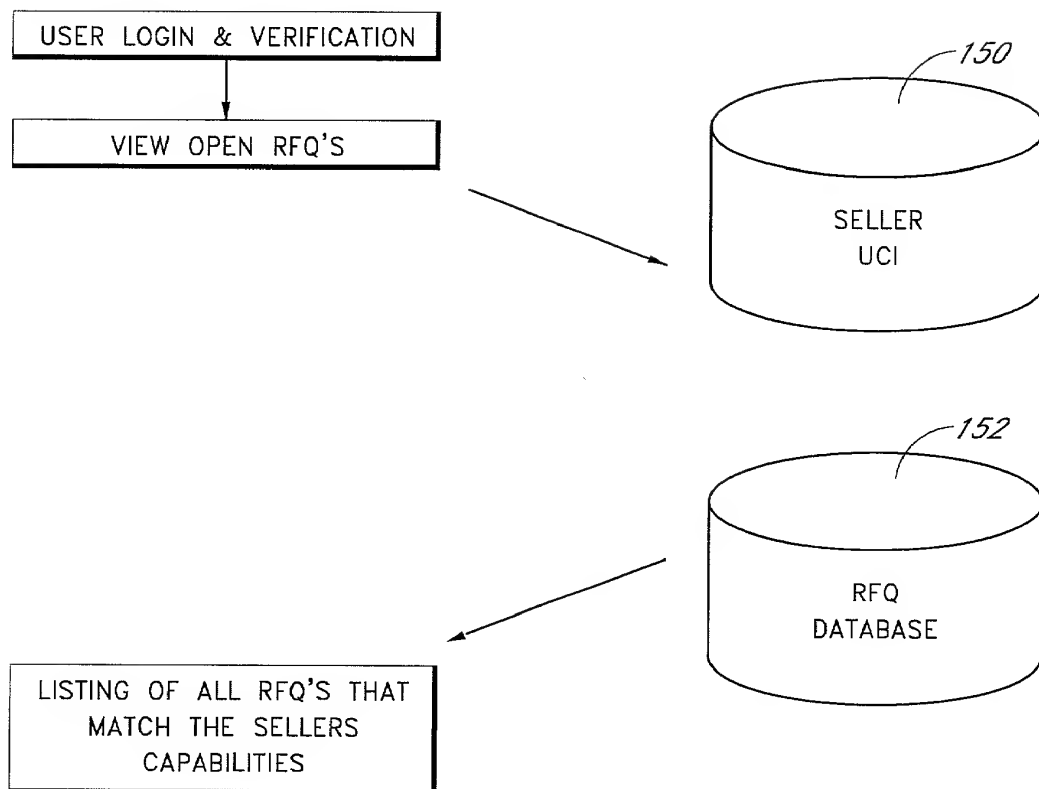 USER LOGIN & VERIFICATION
VIEW OPEN RFQ'S
150
SELLER
UCI
152
RFQ
DATABASE
LISTING OF ALL RFQ'S THAT
MATCH THE SELLERS
CAPABILITIES